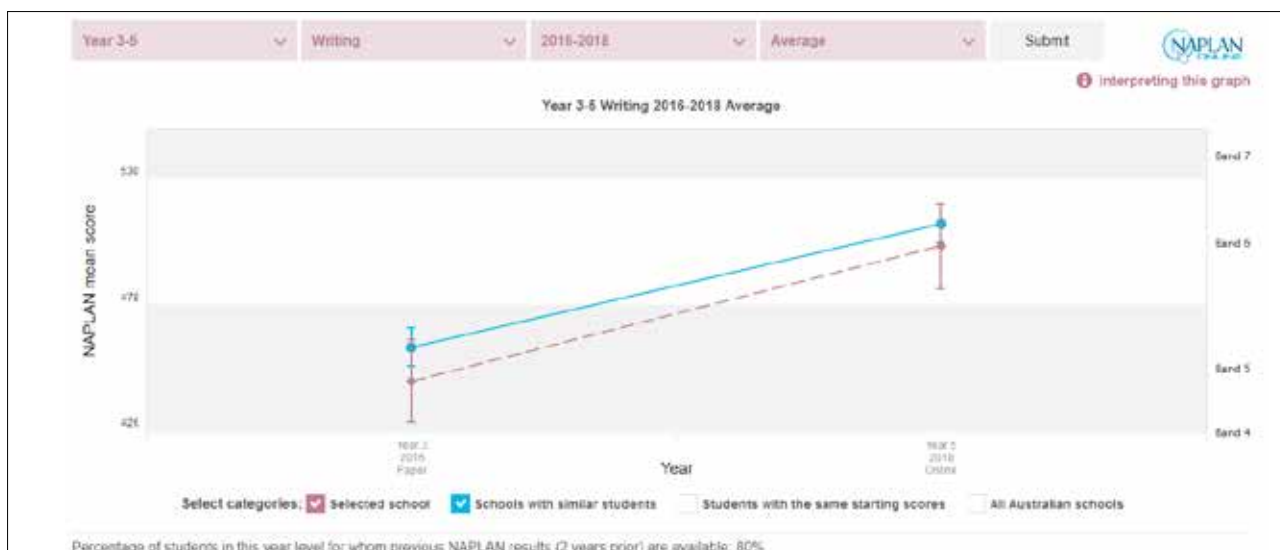 Year 3-5 Writing 2016-2018 Average Submit NAPLAN
ONLINE
interpreting this graph
Year 3-5 Writing 2016-2018 Average
Band 7
530
Band 6
NAPLAN mean score
478
Band 5
426
Band 4
Year 3 Year 5
2016 2018
Paper Online
Year
Select categories: Selected school Schools with similar students Students with the same starting scores All Australian schools
Percentage of students in this year level for whom previous NAPLAN results (2 years prior) are available: 80%